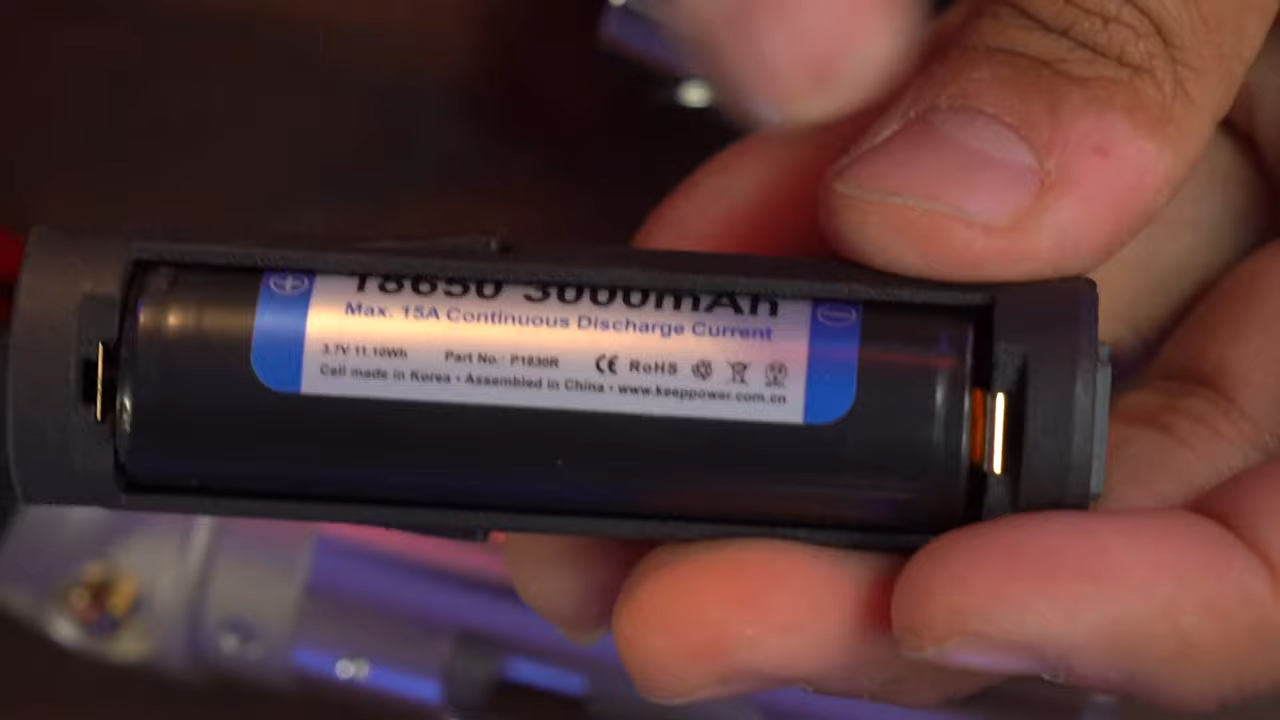 18650 3000mAh
Max. 15A Continuous Discharge Current
3.7V 11.10Wh Part No.: P1830R CE RoHS
Cell made in Korea • Assembled in China • www.keeppower.com.cn